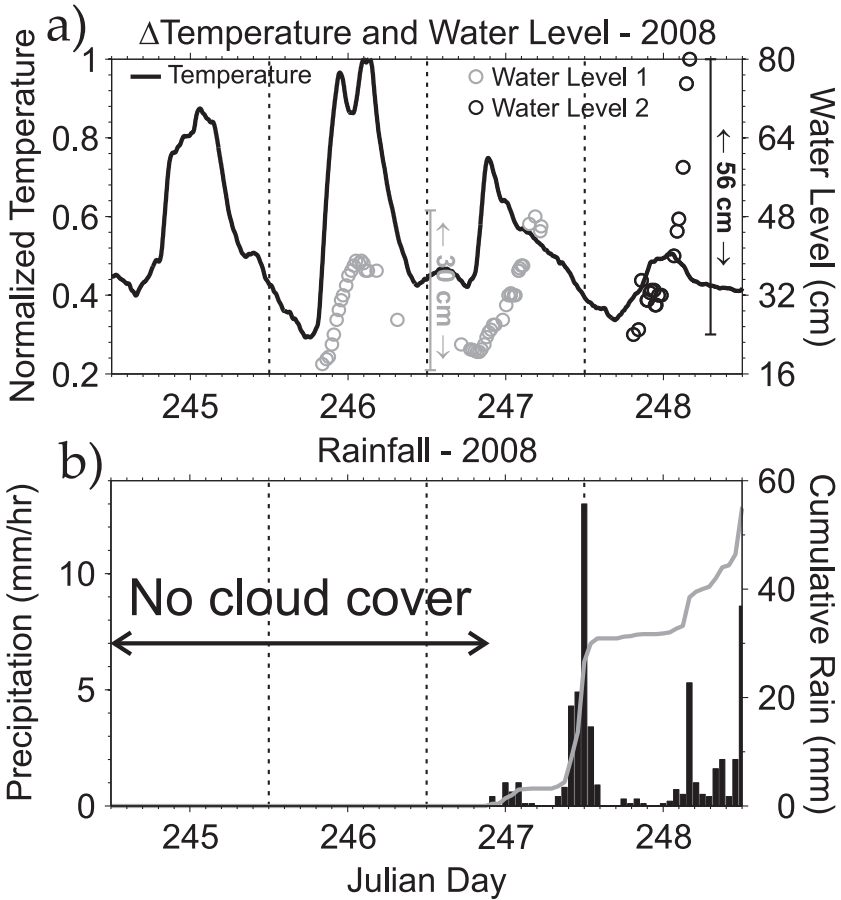 a)
ΔTemperature and Water Level - 2008
Normalized Temperature
1
0.8
0.6
0.4
0.2
Temperature
Water Level 1
Water Level 2
← 30 cm →
← 56 cm →
80
64
48
32
16
Water Level (cm)
245 246 247 248
b)
Rainfall - 2008
Precipitation (mm/hr)
10
5
0
No cloud cover
60
40
20
0
Cumulative Rain (mm)
245 246 247 248
Julian Day